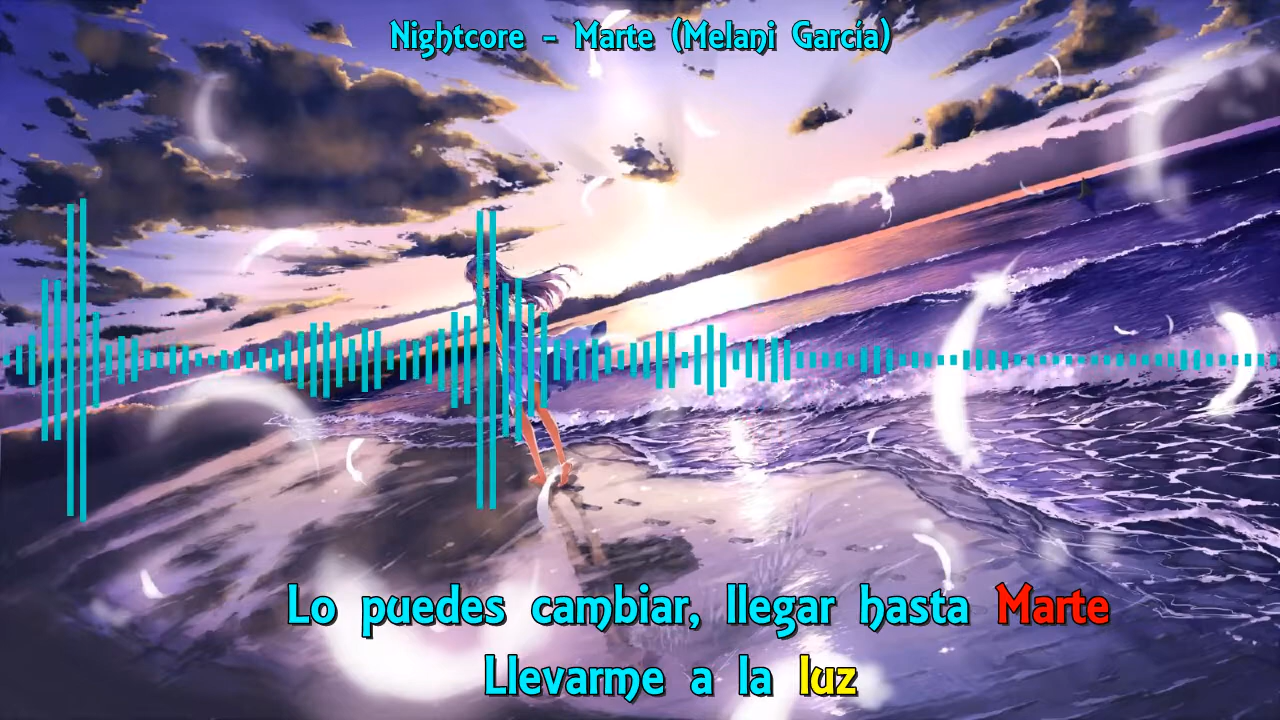 Nightcore - Marte (Melani García)
Lo puedes cambiar, llegar hasta Marte
Llevarme a la luz